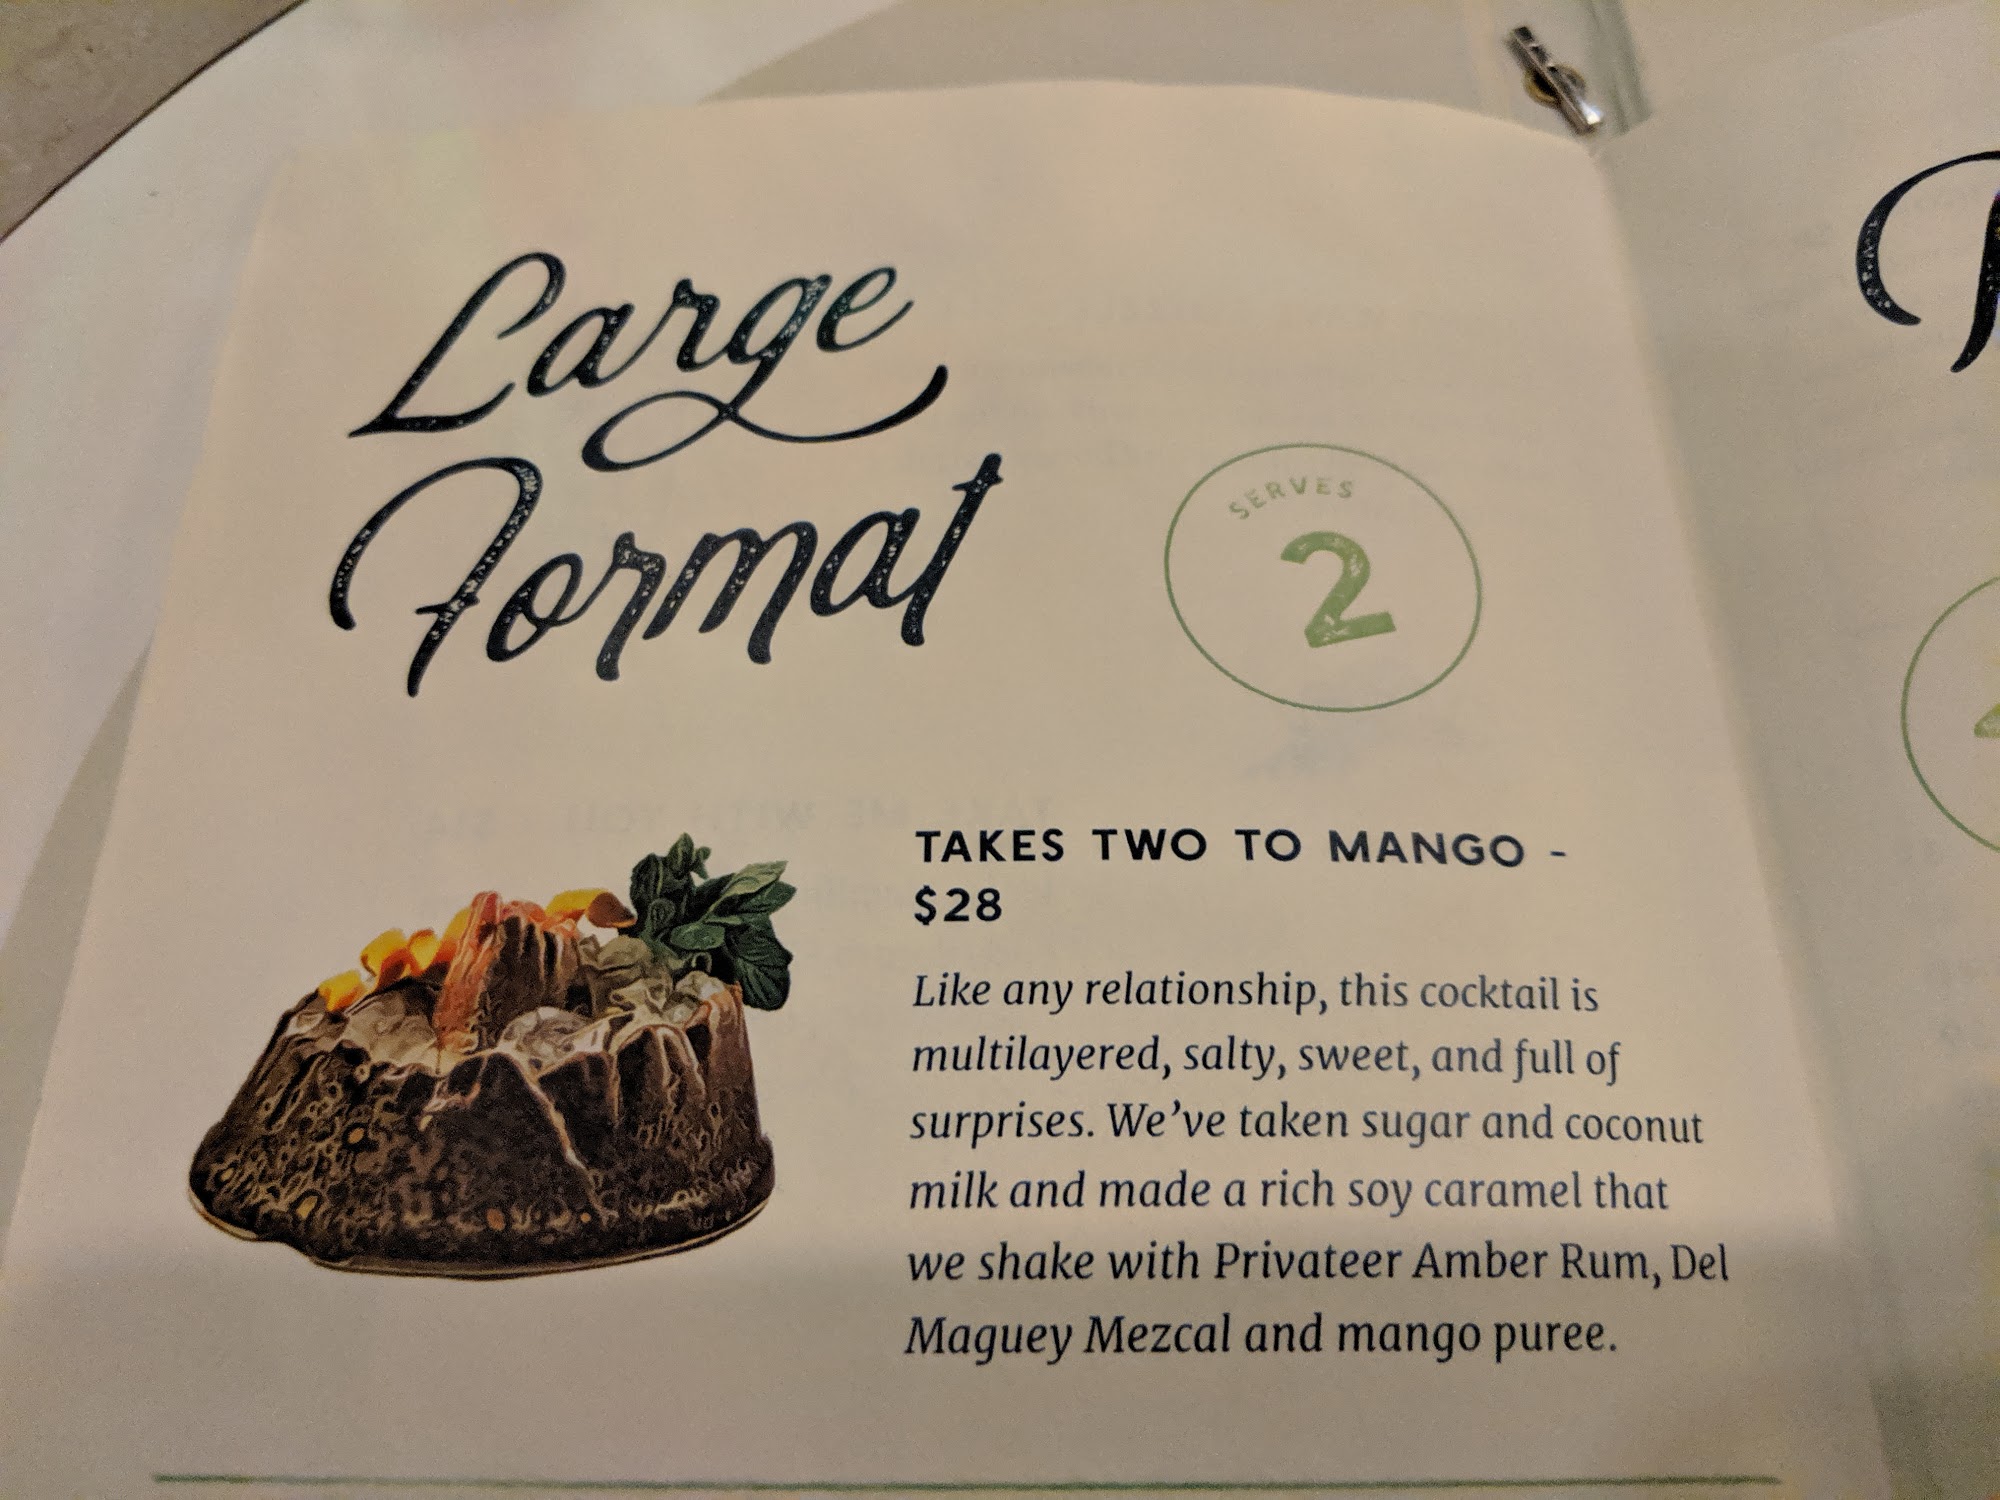 Large
Format
SERVES
2
TAKES TWO TO MANGO -
$28
Like any relationship, this cocktail is
multilayered, salty, sweet, and full of
surprises. We've taken sugar and coconut
milk and made a rich soy caramel that
we shake with Privateer Amber Rum, Del
Maguey Mezcal and mango puree.